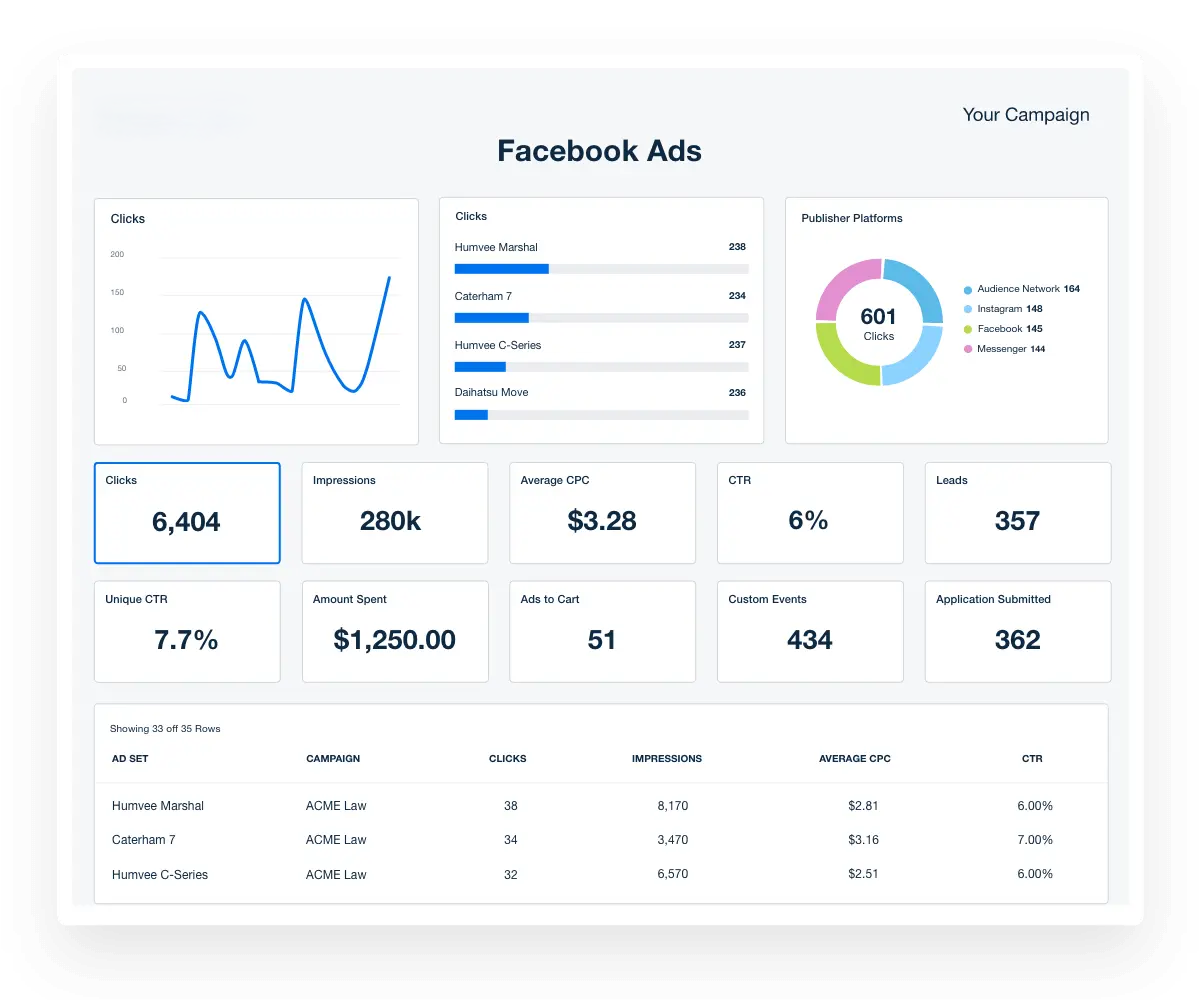 Your Campaign
Facebook Ads
Clicks
200
150
100
50
0
Clicks
Humvee Marshal 238
Caterham 7 234
Humvee C-Series 237
Daihatsu Move 236
Publisher Platforms
601
Clicks
Audience Network 164
Instagram 148
Facebook 145
Messenger 144
Clicks
6,404
Impressions
280k
Average CPC
$3.28
CTR
6%
Leads
357
Unique CTR
7.7%
Amount Spent
$1,250.00
Ads to Cart
51
Custom Events
434
Application Submitted
362
Showing 33 off 35 Rows
AD SET CAMPAIGN CLICKS IMPRESSIONS AVERAGE CPC CTR
Humvee Marshal ACME Law 38 8,170 $2.81 6.00%
Caterham 7 ACME Law 34 3,470 $3.16 7.00%
Humvee C-Series ACME Law 32 6,570 $2.51 6.00%